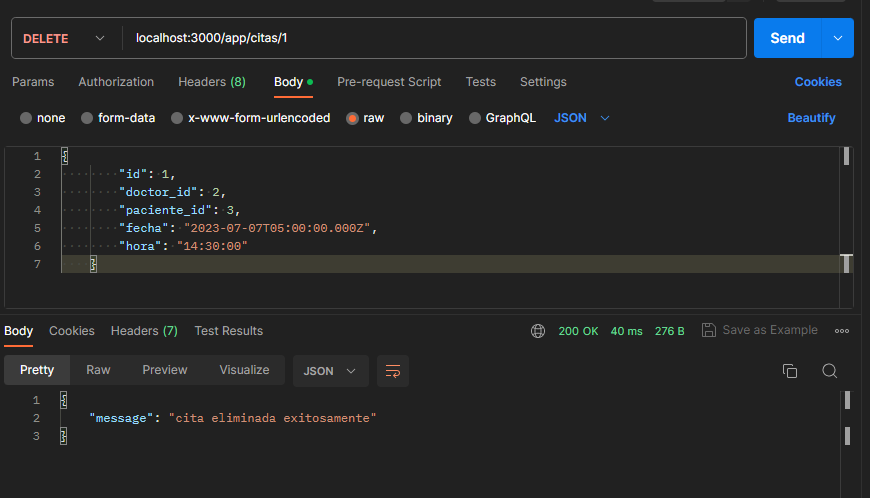 DELETE localhost:3000/app/citas/1 Send
Params Authorization Headers (8) Body Pre-request Script Tests Settings Cookies
none form-data x-www-form-urlencoded raw binary GraphQL JSON Beautify
1 {
2 "id": 1,
3 "doctor_id": 2,
4 "paciente_id": 3,
5 "fecha": "2023-07-07T05:00:00.000Z",
6 "hora": "14:30:00"
7 }
Body Cookies Headers (7) Test Results 200 OK 40 ms 276 B Save as Example
Pretty Raw Preview Visualize JSON
1 {
2 "message": "cita eliminada exitosamente"
3 }